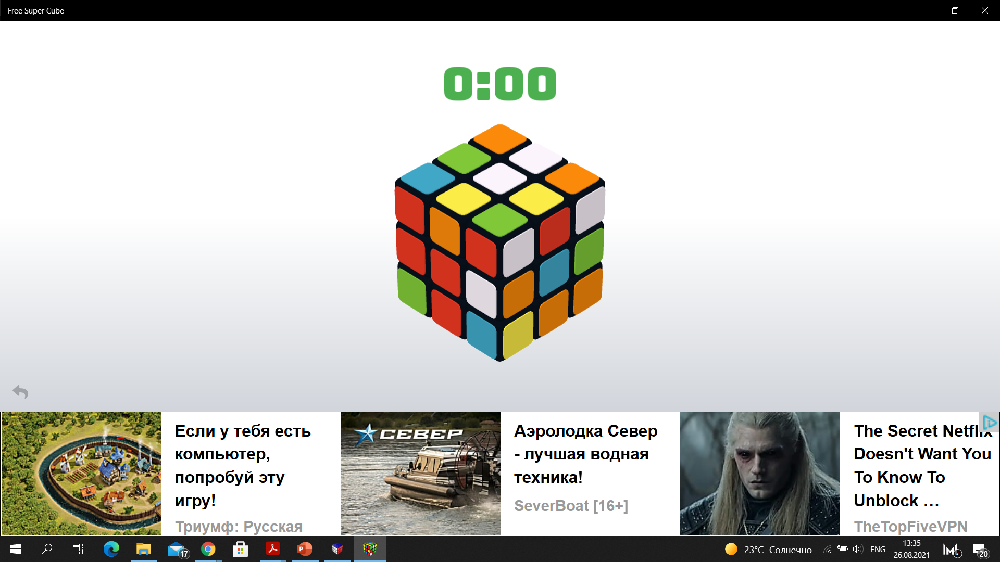 Free Super Cube
0:00
Если у тебя есть
компьютер,
попробуй эту
игру!
Триумф: Русская
СЕВЕР
Аэролодка Север
- лучшая водная
техника!
SeverBoat [16+]
The Secret Netflix
Doesn't Want You
To Know To
Unblock …
TheTopFiveVPN
17
P
23°C Солнечно
ENG
13:35
26.08.2021
20